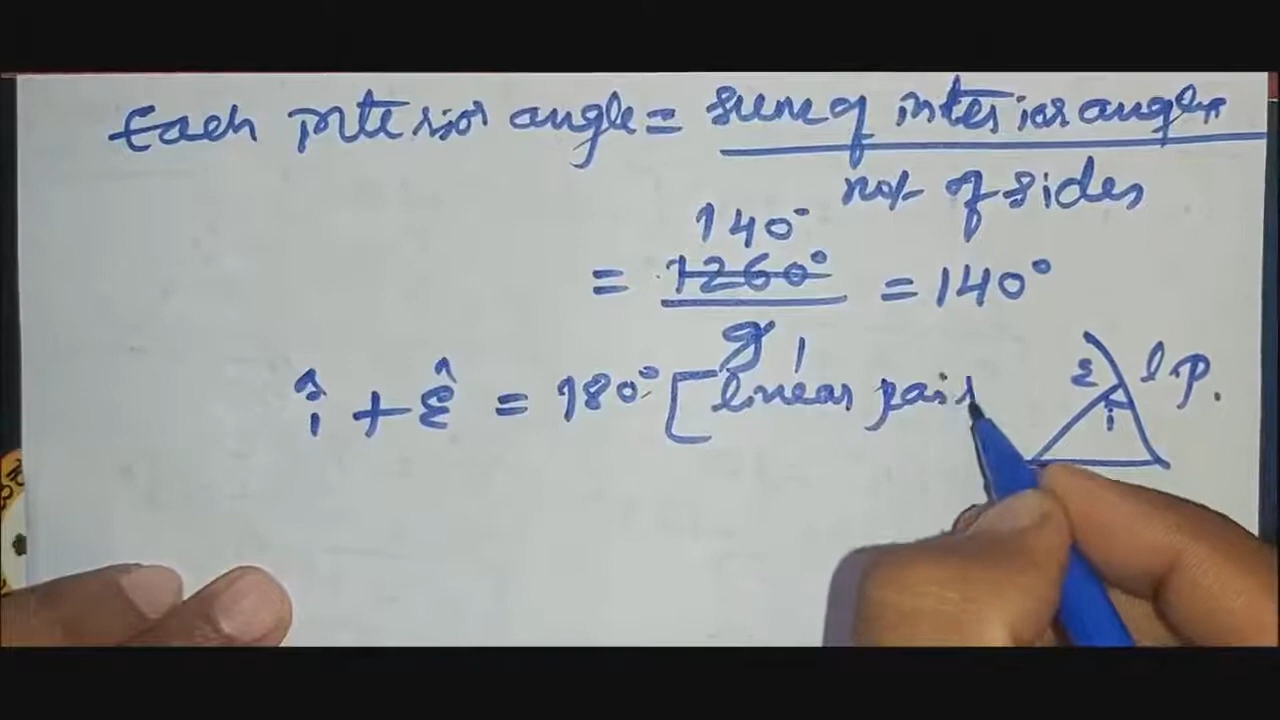 Each interior angle = sum of interior angles
no. of sides
140°
= 1260° = 140°
9 1
î + ê = 180° [linear pair
E l.P.
i